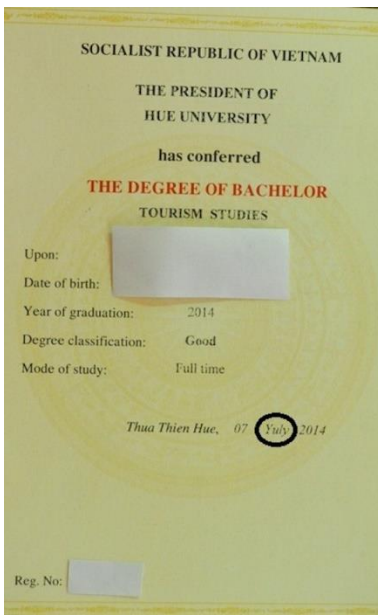 SOCIALIST REPUBLIC OF VIETNAM
THE PRESIDENT OF
HUE UNIVERSITY
has conferred
THE DEGREE OF BACHELOR
TOURISM STUDIES
Upon:
Date of birth:
Year of graduation: 2014
Degree classification: Good
Mode of study: Full time
Thua Thien Hue, 07 Yuly 2014
Reg. No: